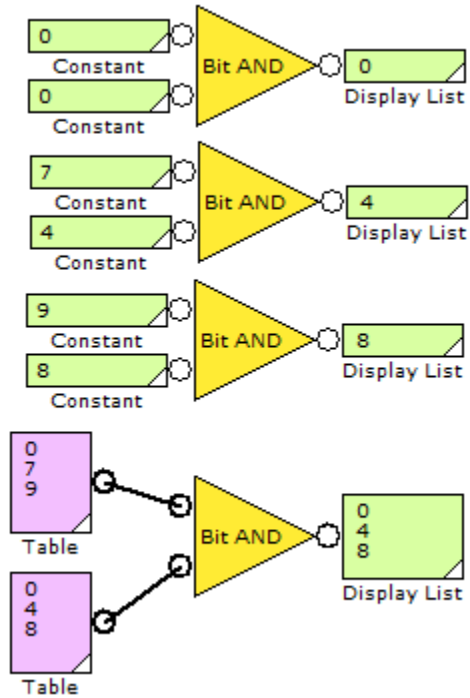 0
Constant
0
Constant
Bit AND
0
Display List
7
Constant
4
Constant
Bit AND
4
Display List
9
Constant
8
Constant
Bit AND
8
Display List
0
7
9
Table
0
4
8
Table
Bit AND
0
4
8
Display List